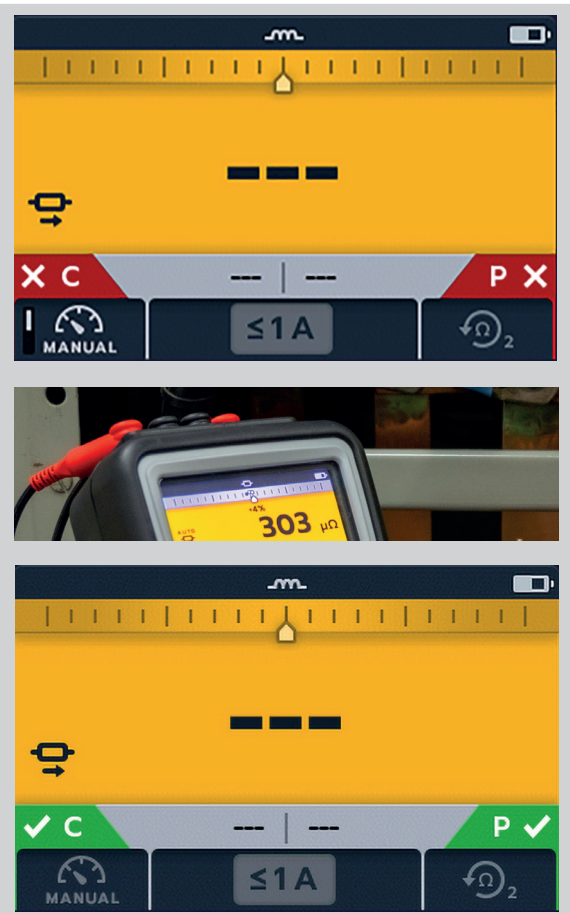 --- 
C --- | --- P
MANUAL ≤1A Ω 2
+4%
AUTO
303 μΩ
---
C --- | --- P
MANUAL ≤1A Ω 2